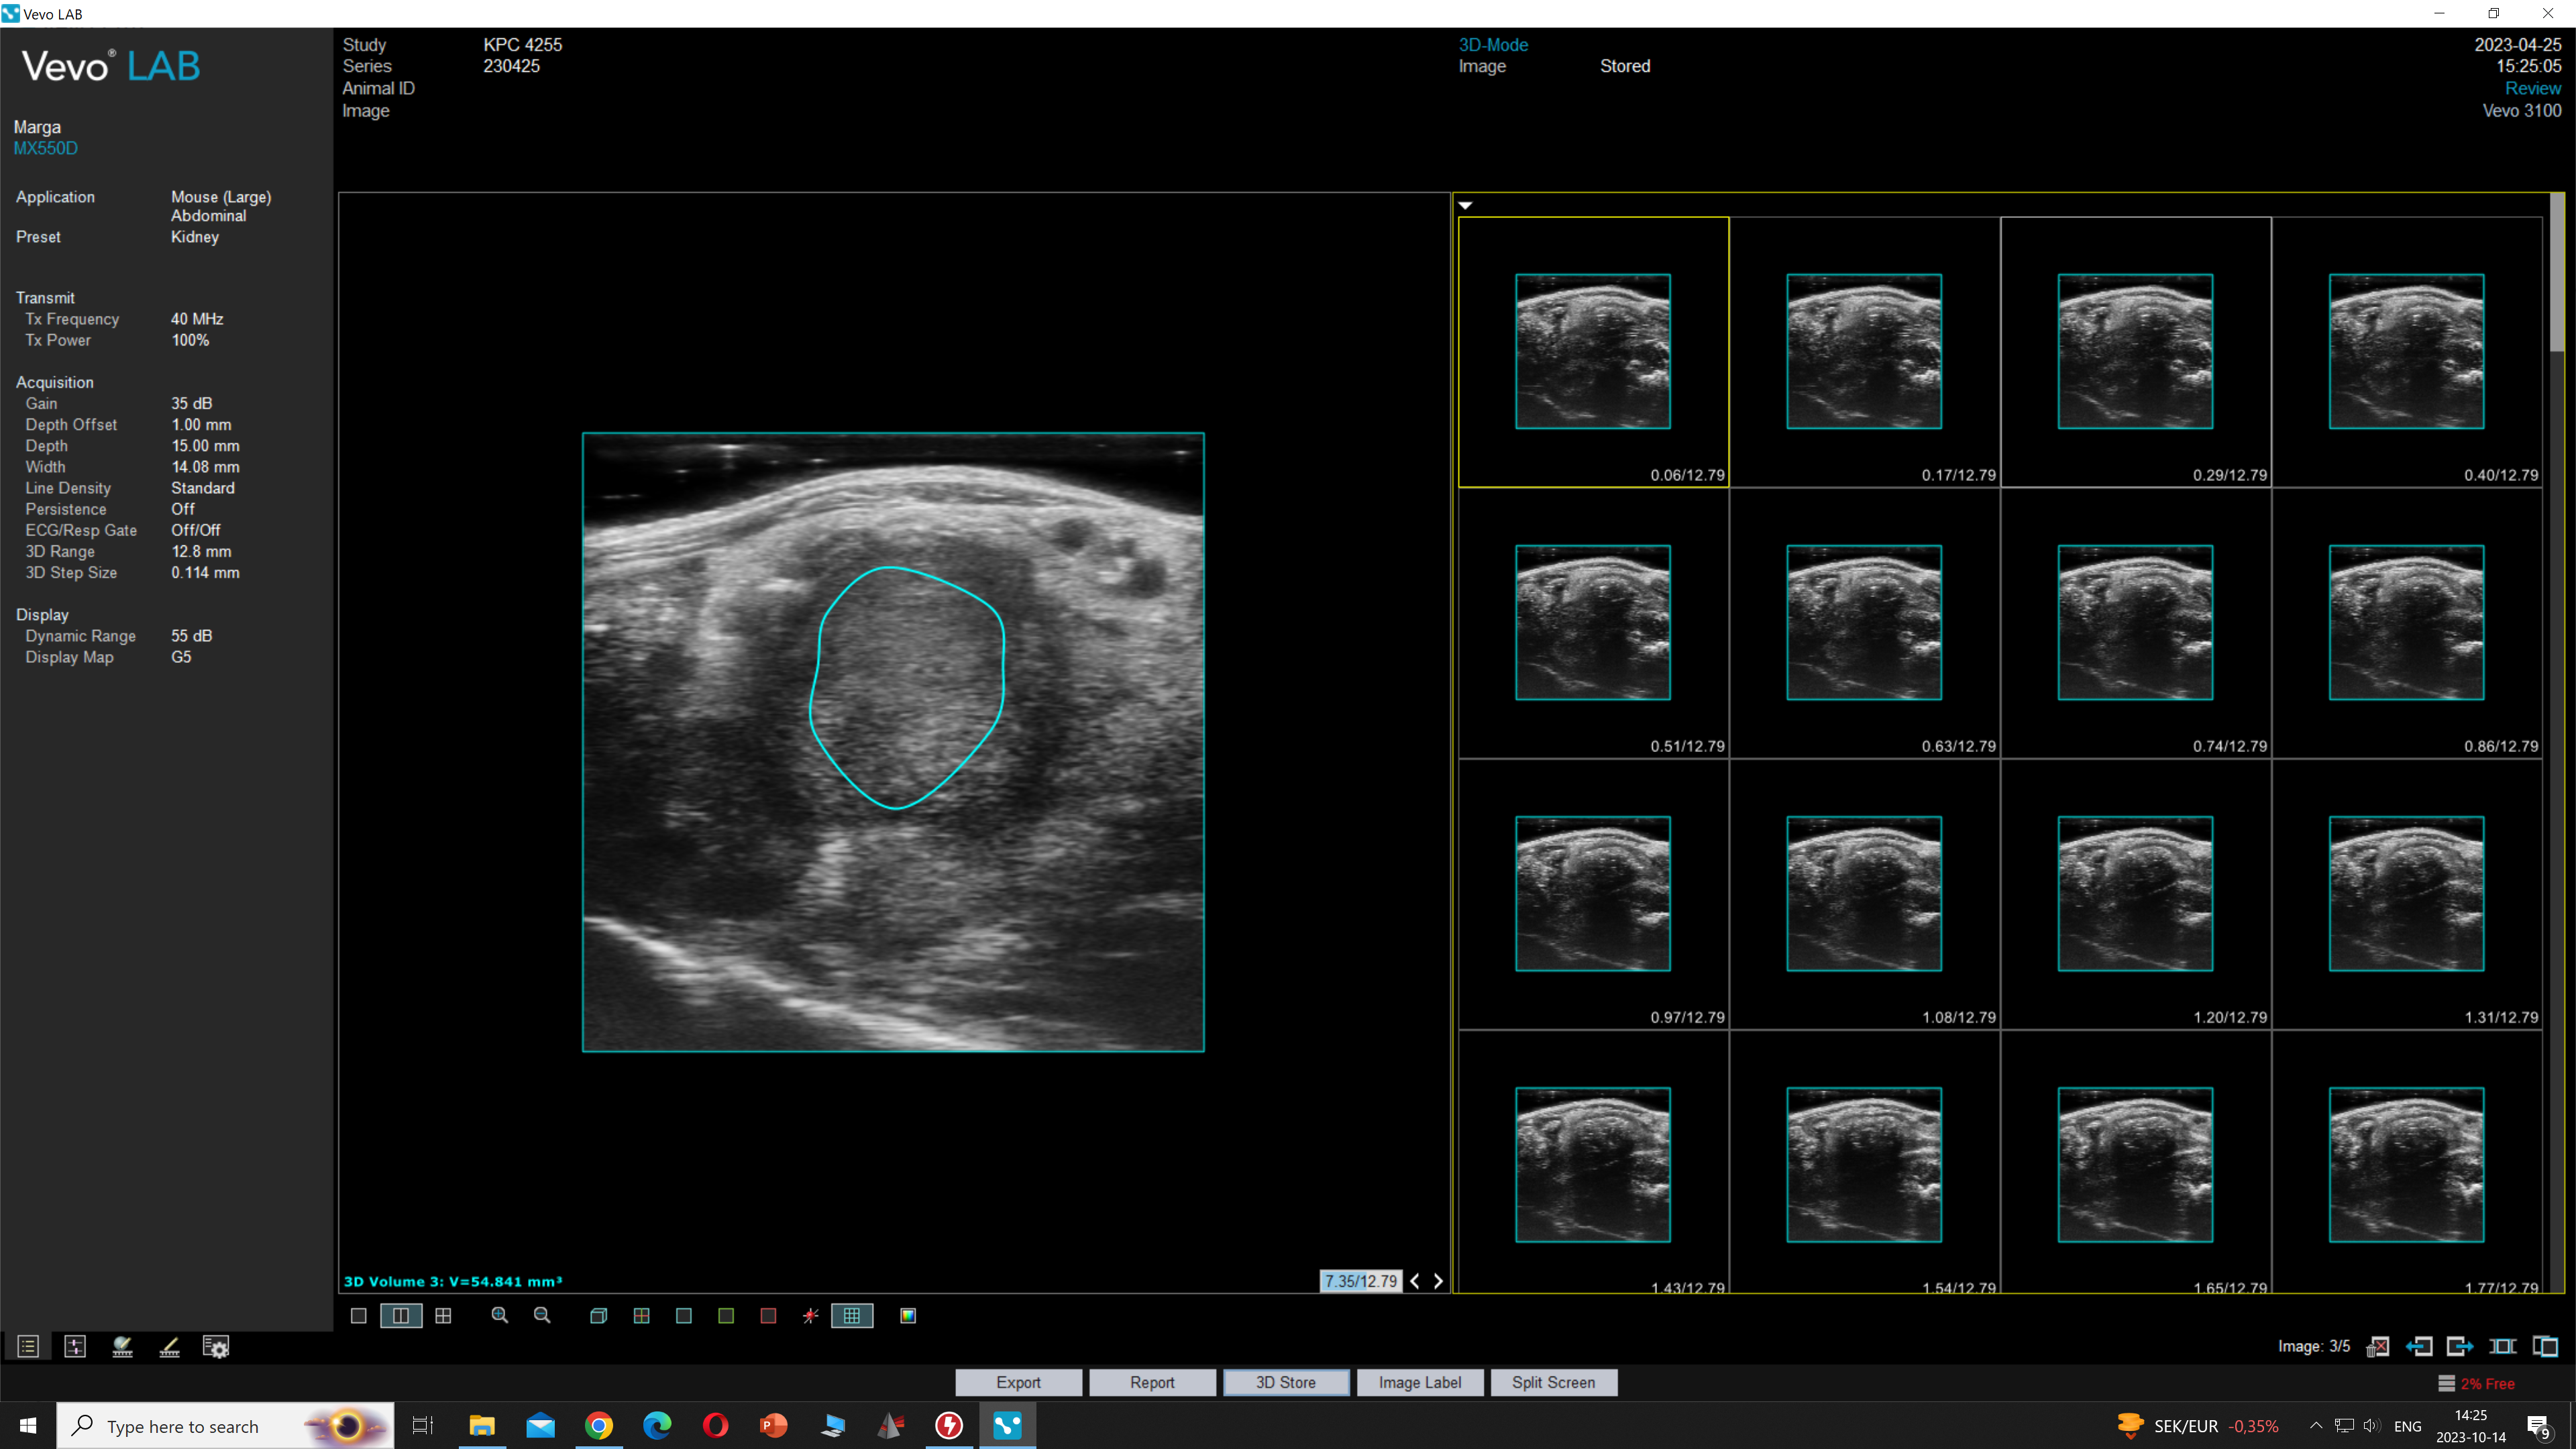 Vevo LAB
Vevo® LAB
Study KPC 4255
Series 230425
Animal ID
Image
3D-Mode
Image Stored
2023-04-25
15:25:05
Review
Vevo 3100
Marga
MX550D
Application Mouse (Large)
Abdominal
Preset Kidney
Transmit
Tx Frequency 40 MHz
Tx Power 100%
Acquisition
Gain 35 dB
Depth Offset 1.00 mm
Depth 15.00 mm
Width 14.08 mm
Line Density Standard
Persistence Off
ECG/Resp Gate Off/Off
3D Range 12.8 mm
3D Step Size 0.114 mm
Display
Dynamic Range 55 dB
Display Map G5
3D Volume 3: V=54.841 mm³
7.35/12.79
0.06/12.79 0.17/12.79 0.29/12.79 0.40/12.79
0.51/12.79 0.63/12.79 0.74/12.79 0.86/12.79
0.97/12.79 1.08/12.79 1.20/12.79 1.31/12.79
1.43/12.79 1.54/12.79 1.65/12.79 1.77/12.79
Image: 3/5
Export Report 3D Store Image Label Split Screen
2% Free
Type here to search
SEK/EUR -0,35%
ENG
14:25
2023-10-14
9